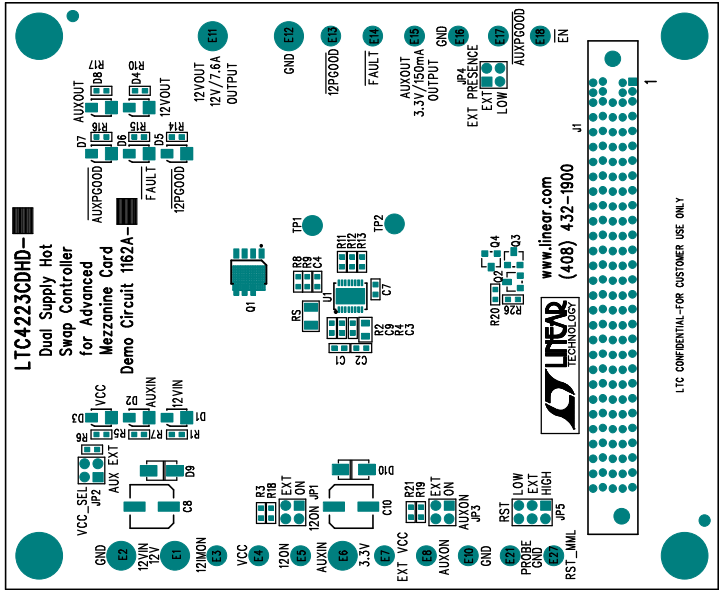 LTC4223CDHD-
Dual Supply Hot
Swap Controller
for Advanced
Mezzanine Card
Demo Circuit 1162A-
R17
D8
AUXOUT
R10
D4
12VOUT
D7
R16
D6
R15
D5
R14
AUXPGOOD
FAULT
12PGOOD
E11
12VOUT
12V/7.6A
OUTPUT
E12
GND
E13
12PGOOD
E14
FAULT
E15
AUXOUT
3.3V/150mA
OUTPUT
E16
GND
E17
AUXPGOOD
E18
EN
EXT PRESENCE
JP4
EXT
LOW
J1
1
TP1
TP2
Q1
R8
R9
C4
R11
R12
R13
RS
U1
C7
R2
C9
R4
C3
C1
C2
Q4
Q3
Q2
R20
R26
www.linear.com
(408) 432-1900
LINEAR
TECHNOLOGY
LTC CONFIDENTIAL-FOR CUSTOMER USE ONLY
D3
VCC
D2
AUXIN
D1
12VIN
R6
R5
R7
R1
VCC_SEL
JP2
AUX EXT
D9
C8
R3
R18
EXT
ON
JP1
12ON
D10
C10
R21
R19
EXT
ON
JP3
AUXON
RST
LOW
EXT
HIGH
JP5
GND
E2
12VIN
12V
E1
12IMON
E3
VCC
E4
12ON
E5
AUXIN
E6
3.3V
E7
EXT VCC
E8
AUXON
E10
GND
E21
PROBE
GND
E27
RST_MML